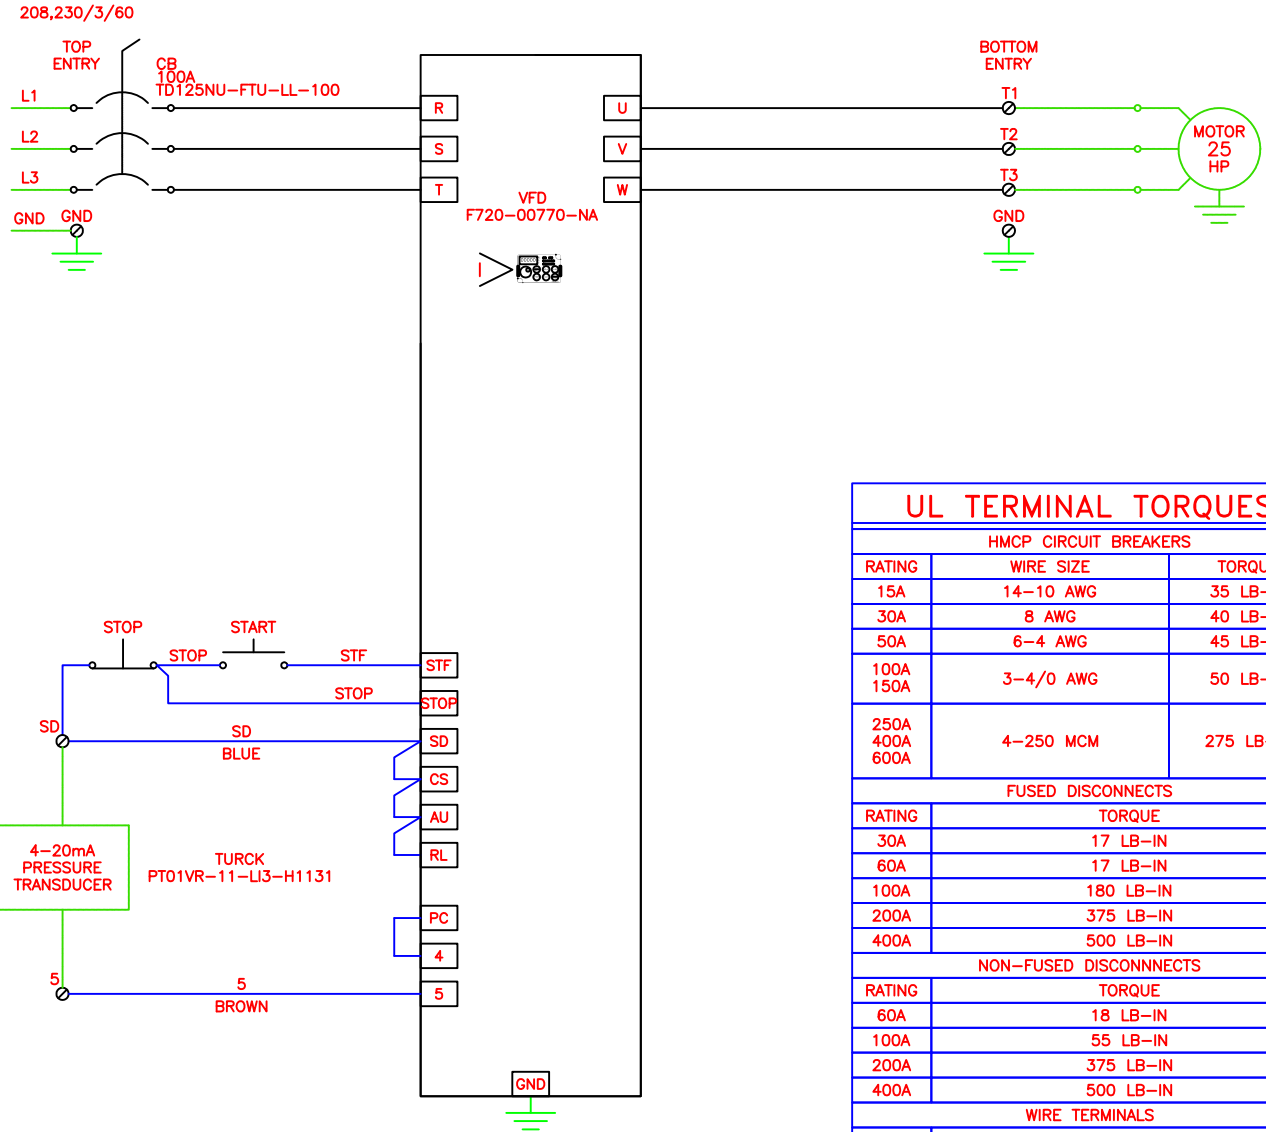 208,230/3/60
TOP
ENTRY
CB
100A
TD125NU-FTU-LL-100
L1
L2
L3
GND
GND
R
S
T
U
V
W
VFD
F720-00770-NA
BOTTOM
ENTRY
T1
T2
T3
GND
MOTOR
25
HP
STOP
START
STOP
STF
STF
STOP
STOP
SD
SD
SD
BLUE
CS
AU
RL
4-20mA
PRESSURE
TRANSDUCER
TURCK
PT01VR-11-LI3-H1131
PC
4
5
5
5
BROWN
GND
UL TERMINAL TORQUES
HMCP CIRCUIT BREAKERS
RATING WIRE SIZE TORQU
15A 14-10 AWG 35 LB-
30A 8 AWG 40 LB-
50A 6-4 AWG 45 LB-
100A
150A
3-4/0 AWG 50 LB-
250A
400A
600A
4-250 MCM 275 LB-
FUSED DISCONNECTS
RATING TORQUE
30A 17 LB-IN
60A 17 LB-IN
100A 180 LB-IN
200A 375 LB-IN
400A 500 LB-IN
NON-FUSED DISCONNNECTS
RATING TORQUE
60A 18 LB-IN
100A 55 LB-IN
200A 375 LB-IN
400A 500 LB-IN
WIRE TERMINALS